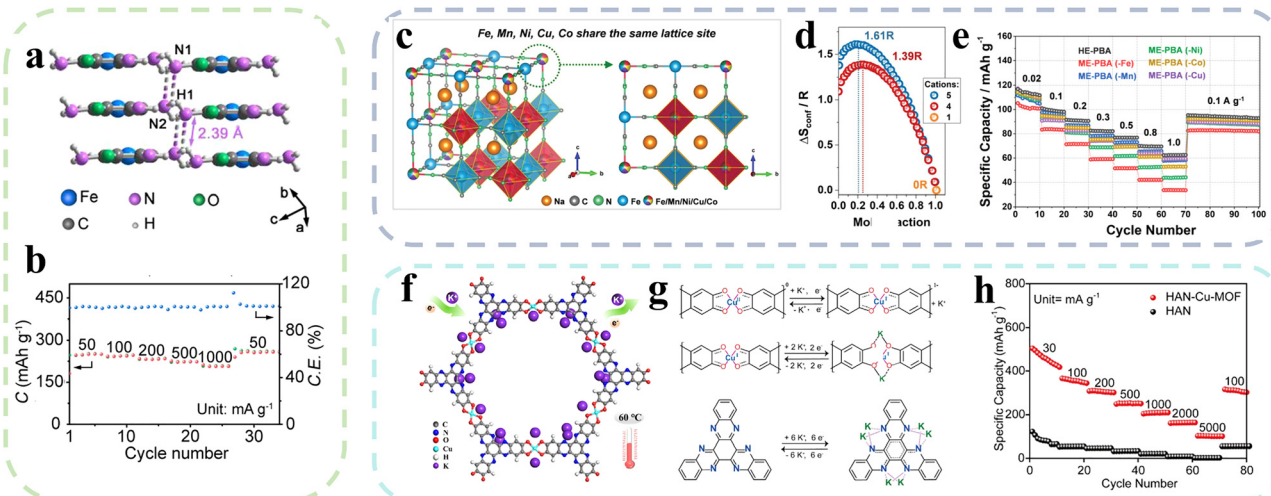 a
N1
H1
N2
2.39 Å
Fe
N
O
C
H
b
c
a
b
450
300
150
0
120
80
40
0
C (mAh g⁻¹)
C.E. (%)
50
100
200
500
1000
50
Unit: mA g⁻¹
1
10
20
30
Cycle number
c
Fe, Mn, Ni, Cu, Co share the same lattice site
c
a
b
c
a
b
Na
C
N
Fe
Fe/Mn/Ni/Cu/Co
d
1.61R
1.39R
Cations:
5
4
1
0R
ΔSconf / R
1.5
1.0
0.5
0.0
0.0 0.2 0.4 0.6 0.8 1.0
e
HE-PBA
ME-PBA (-Fe)
ME-PBA (-Mn)
ME-PBA (-Ni)
ME-PBA (-Co)
ME-PBA (-Cu)
0.02
0.1
0.2
0.3
0.5
0.8
1.0
0.1 A g⁻¹
Specific Capacity / mAh g⁻¹
160
140
120
100
80
60
40
20
0 10 20 30 40 50 60 70 80 90 100
Cycle Number
f
K⁺
e⁻
K⁺
e⁻
C
N
O
Cu
H
K
60 °C
g
+ K⁺, e⁻
- K⁺, e⁻
+ K⁺
+ 2 K⁺, 2 e⁻
- 2 K⁺, 2 e⁻
+ 6 K⁺, 6 e⁻
- 6 K⁺, 6 e⁻
h
Unit= mA g⁻¹
HAN-Cu-MOF
HAN
30
100
200
500
1000
2000
5000
100
Specific Capacity (mAh g⁻¹)
800
600
400
200
0
0 20 40 60 80
Cycle Number